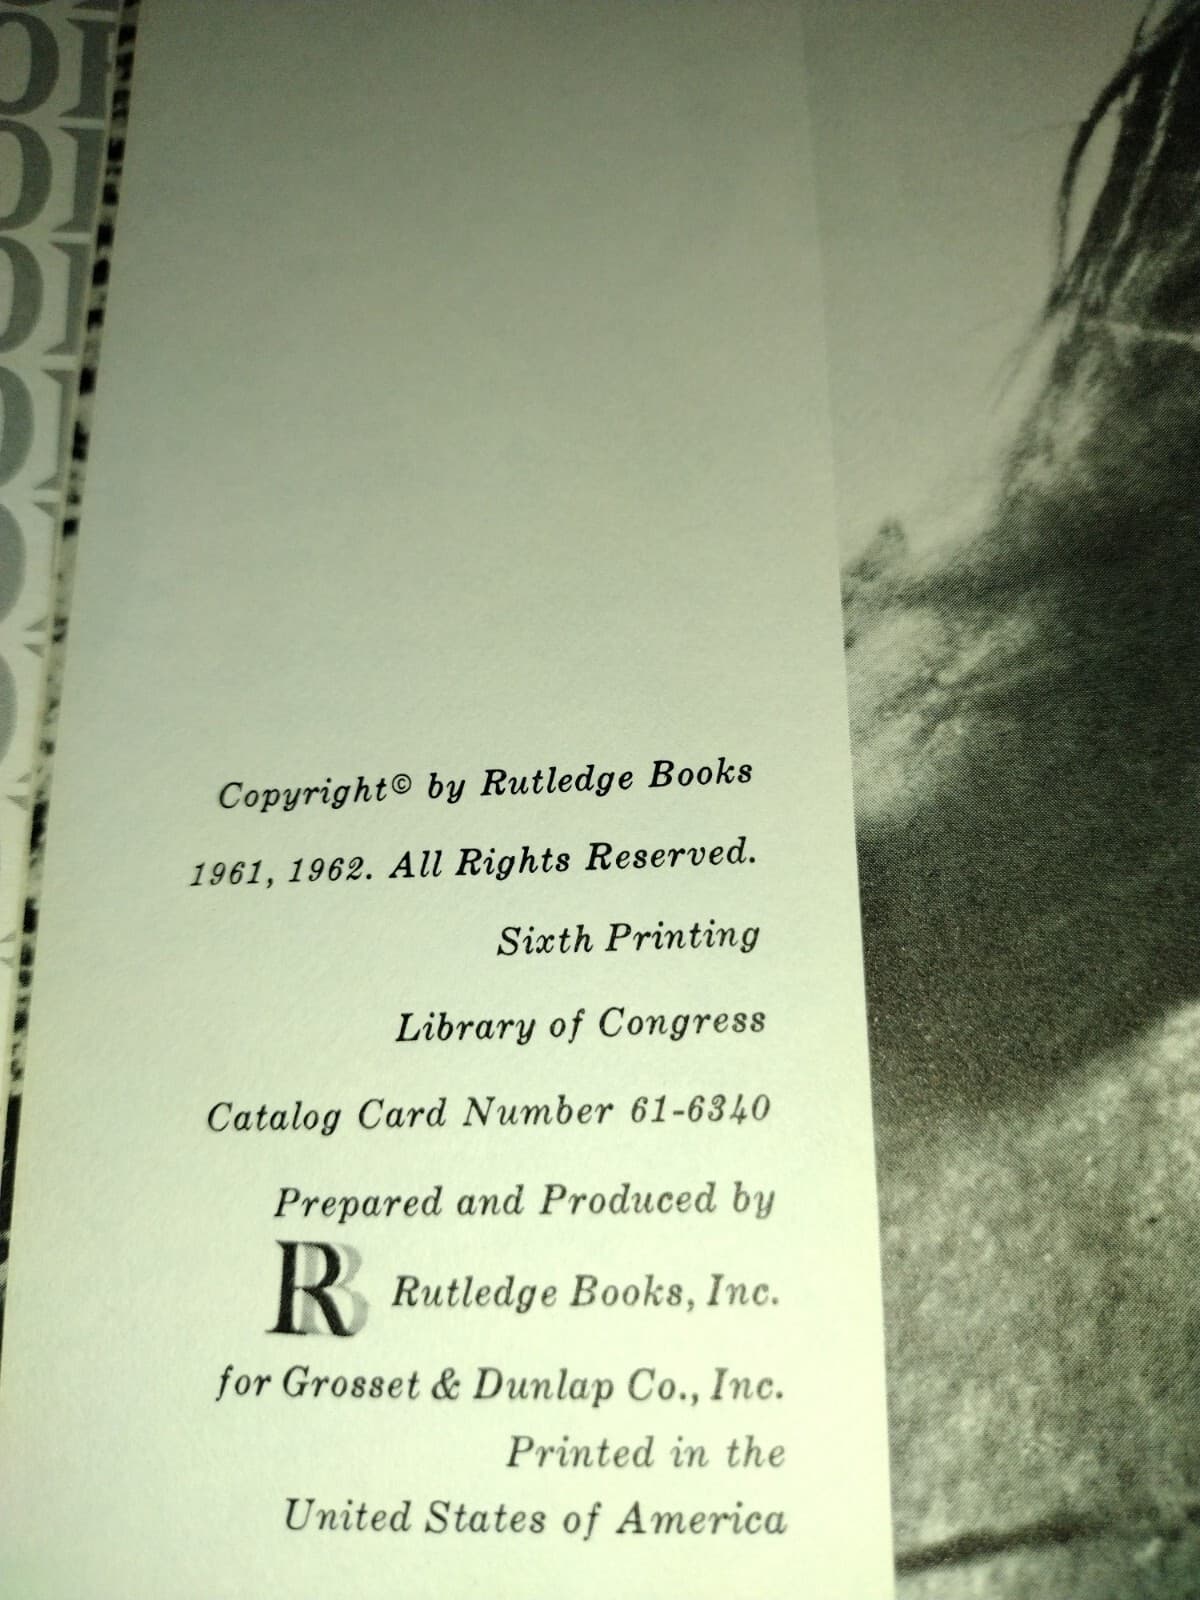 Copyright© by Rutledge Books
1961, 1962. All Rights Reserved.
Sixth Printing
Library of Congress
Catalog Card Number 61-6340
Prepared and Produced by
RB Rutledge Books, Inc.
for Grosset & Dunlap Co., Inc.
Printed in the
United States of America